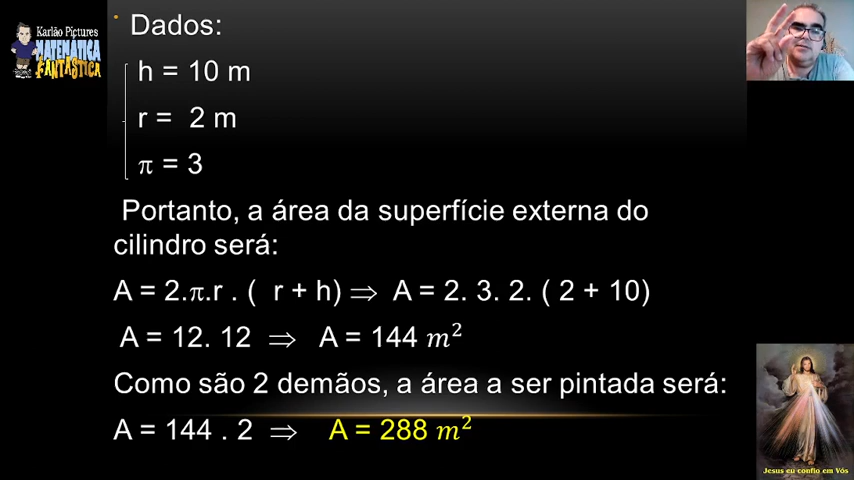 Karlão Pictures
MATEMÁTICA
FANTÁSTICA
• Dados:
h = 10 m
r = 2 m
π = 3
Portanto, a área da superfície externa do
cilindro será:
A = 2.π.r . ( r + h) ⇒ A = 2. 3. 2. ( 2 + 10)
A = 12. 12 ⇒ A = 144 m²
Como são 2 demãos, a área a ser pintada será:
A = 144 . 2 ⇒ A = 288 m²
Jesus eu confio em Vós